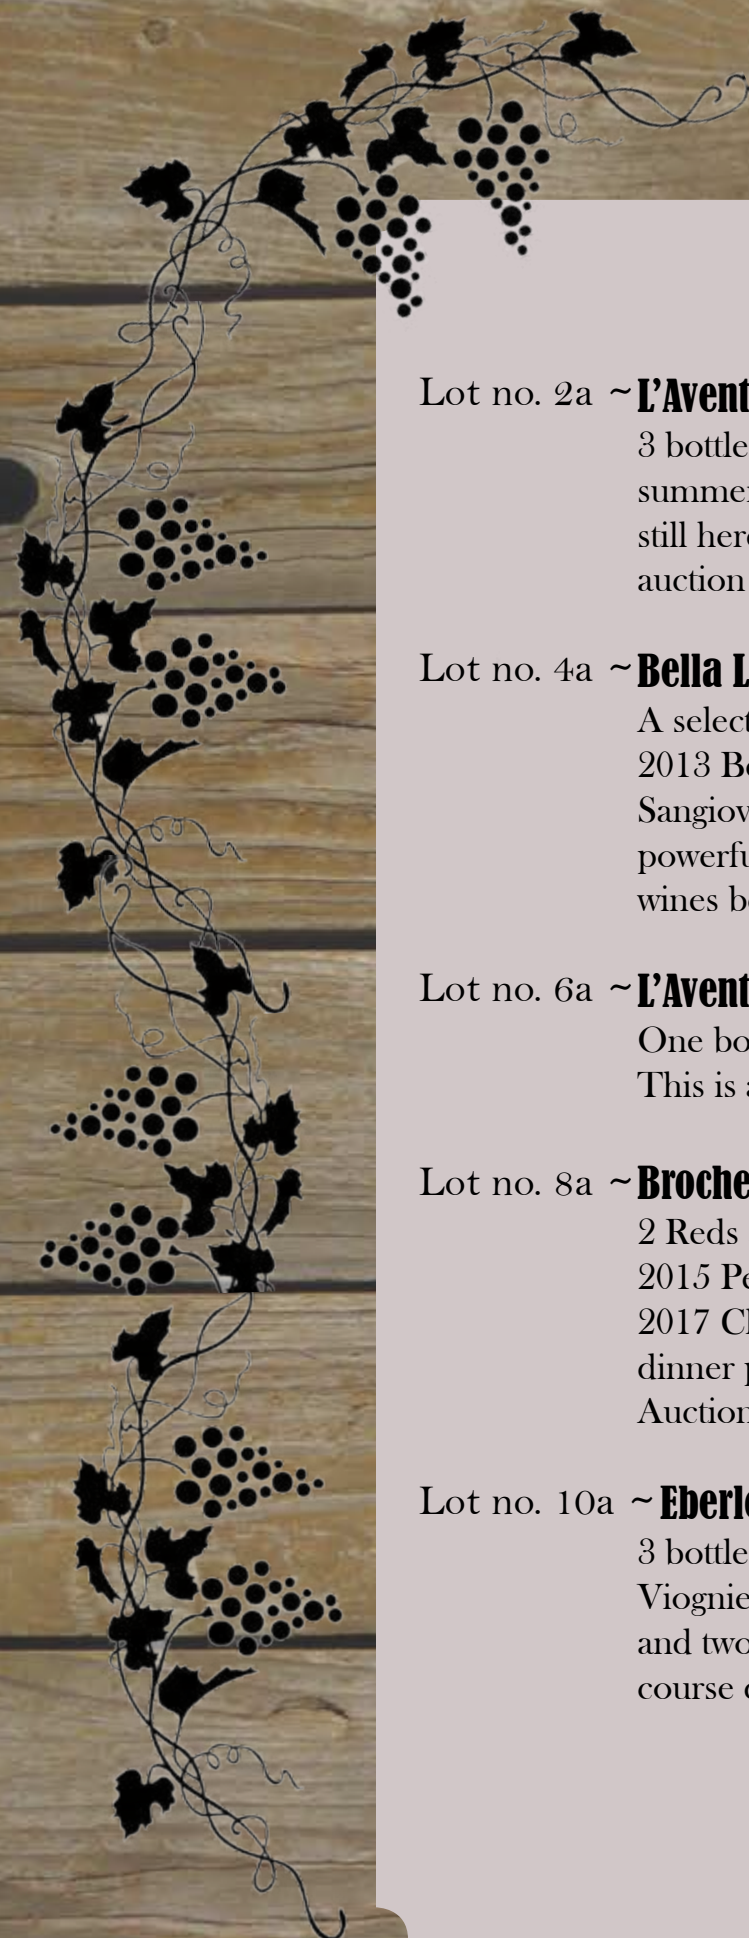 Lot no. 2a ~ L'Avent
3 bottle
summer
still here
auction
Lot no. 4a ~ Bella L
A select
2013 Be
Sangiov
powerfu
wines be
Lot no. 6a ~ L'Avent
One bo
This is a
Lot no. 8a ~ Broche
2 Reds
2015 Pe
2017 Ch
dinner p
Auction
Lot no. 10a ~ Eberle
3 bottle
Viognie
and two
course o